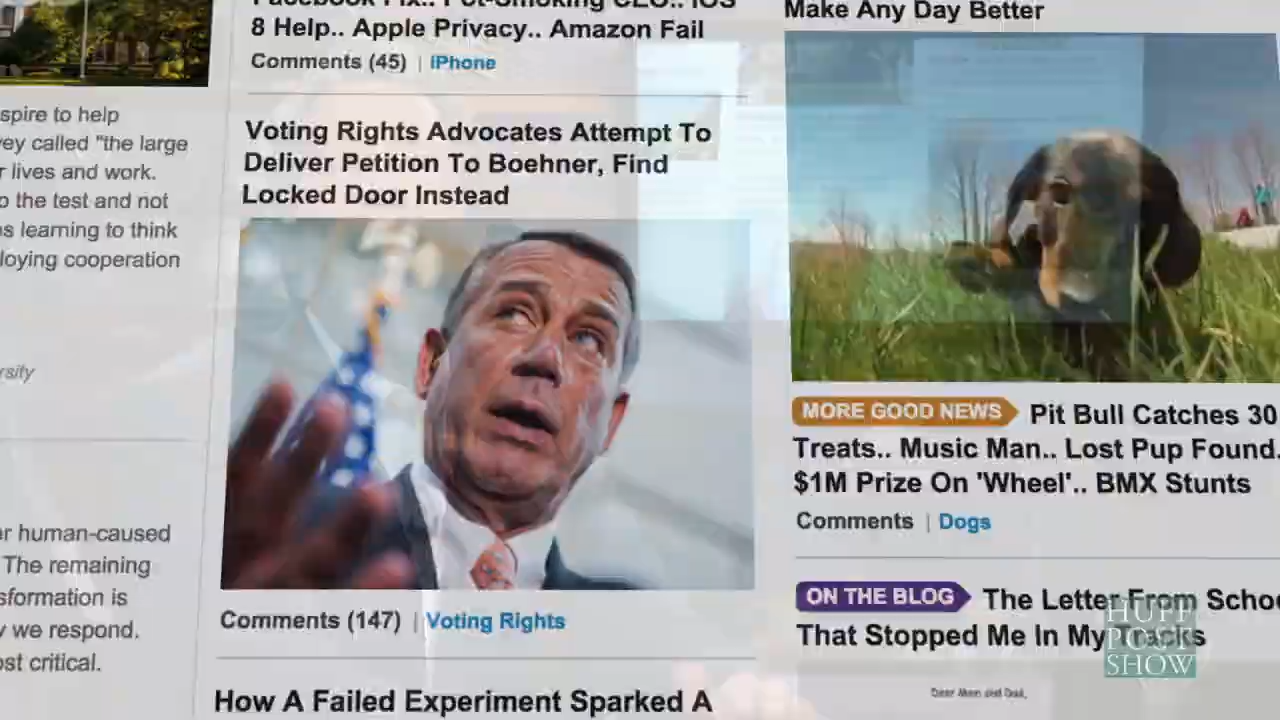 8 Help.. Apple Privacy.. Amazon Fail
Comments (45) | iPhone
Voting Rights Advocates Attempt To
Deliver Petition To Boehner, Find
Locked Door Instead
Comments (147) | Voting Rights
How A Failed Experiment Sparked A
spire to help
called "the large
lives and work.
the test and not
learning to think
loying cooperation
rsity
human-caused
The remaining
sformation is
we respond.
ost critical.
Make Any Day Better
MORE GOOD NEWS Pit Bull Catches 30
Treats.. Music Man.. Lost Pup Found.
$1M Prize On 'Wheel'.. BMX Stunts
Comments | Dogs
ON THE BLOG The Letter From Schoo
That Stopped Me In My Tracks
Dear Mom and Dad,
HUFF
POST
SHOW